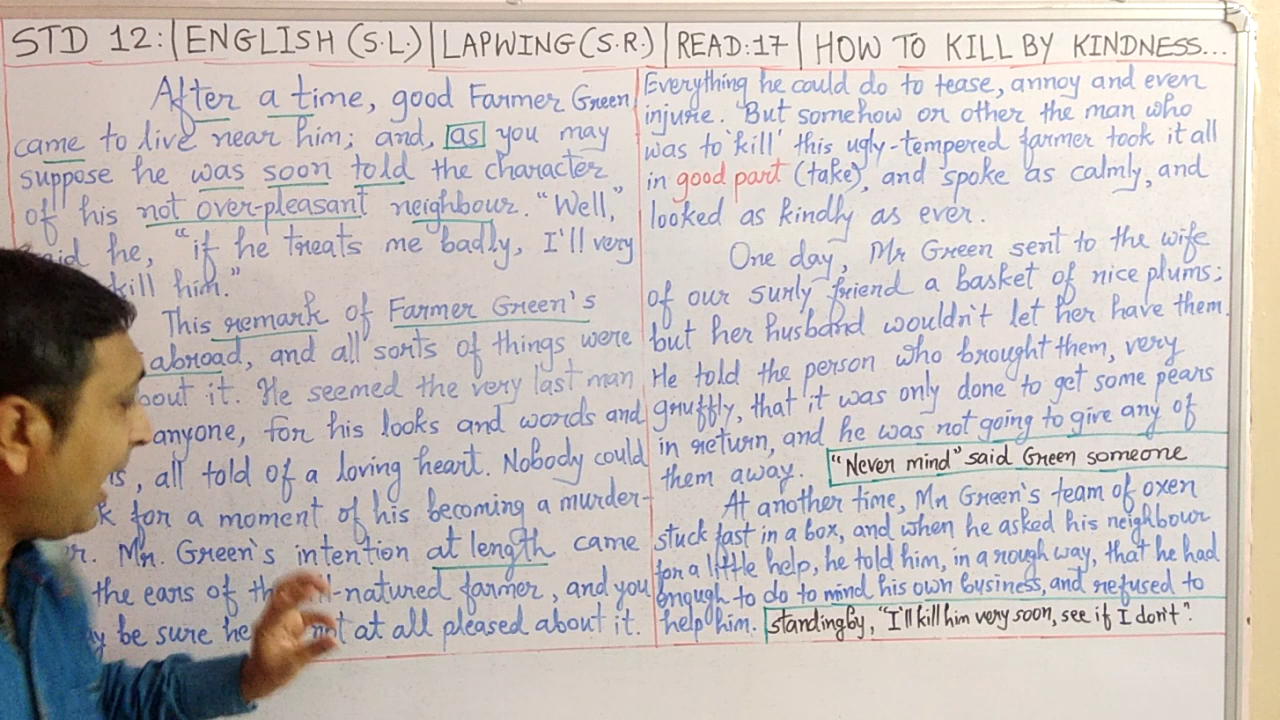 STD 12: | ENGLISH (S.L.) | LAPWING (S.R.) | READ:17 | HOW TO KILL BY KINDNESS...
After a time, good Farmer Green
came to live near him; and, as you may
suppose he was soon told the character
of his not over-pleasant neighbour. "Well,"
said he, "if he treats me badly, I'll very
kill him."
This remark of Farmer Green's
abroad, and all sorts of things were
about it. He seemed the very last man
anyone, for his looks and words and
all told of a loving heart. Nobody could
for a moment of his becoming a murder-
r. Mr. Green's intention at length came
the ears of the -natured farmer, and you
be sure he not at all pleased about it.
Everything he could do to tease, annoy and even
injure. But somehow or other the man who
was to 'kill' this ugly-tempered farmer took it all
in good part (take), and spoke as calmly, and
looked as kindly as ever.
One day, Mr Green sent to the wife
of our surly friend a basket of nice plums;
but her husband wouldn't let her have them.
He told the person who brought them, very
gruffly, that it was only done to get some pears
in return, and he was not going to give any of
them away. "Never mind" said Green someone
At another time, Mr Green's team of oxen
stuck fast in a box, and when he asked his neighbour
for a little help, he told him, in a rough way, that he had
enough to do to mind his own business, and refused to
help him. standing by, "I'll kill him very soon, see if I don't".